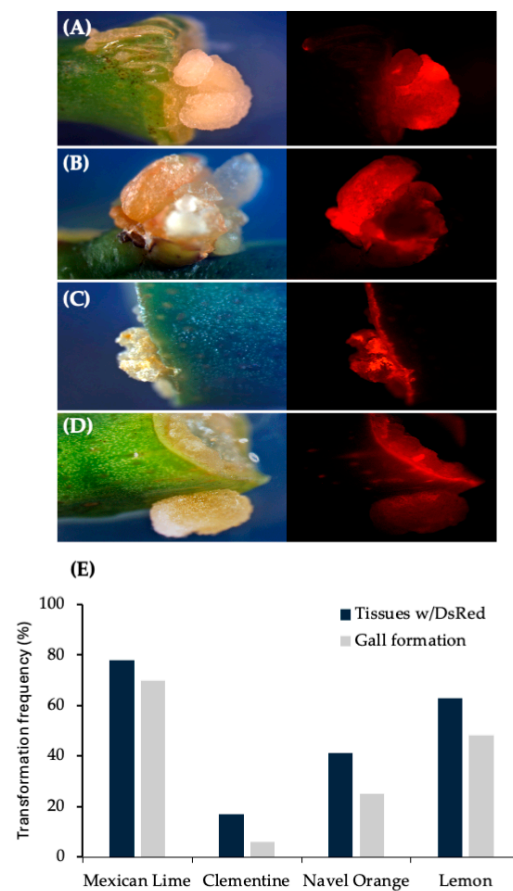 (A)
(B)
(C)
(D)
(E)
Transformation frequency (%)
100
80
60
40
20
0
Tissues w/DsRed
Gall formation
Mexican Lime Clementine Navel Orange Lemon